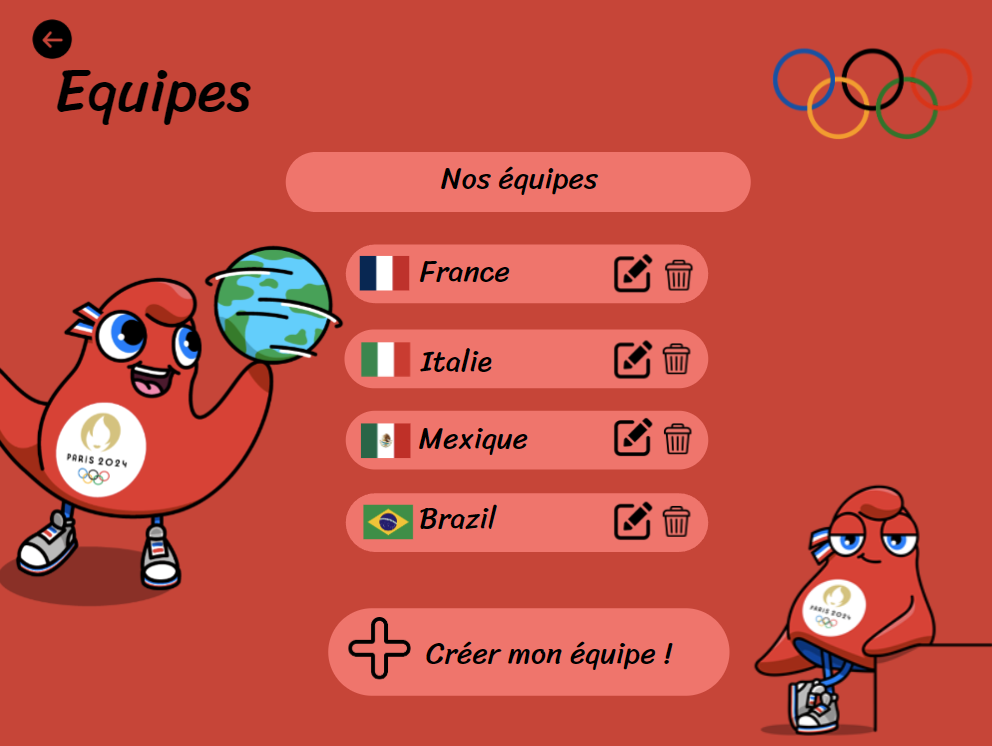 Equipes
Nos équipes
France
Italie
Mexique
Brazil
PARIS 2024
Créer mon équipe !
PARIS 2024